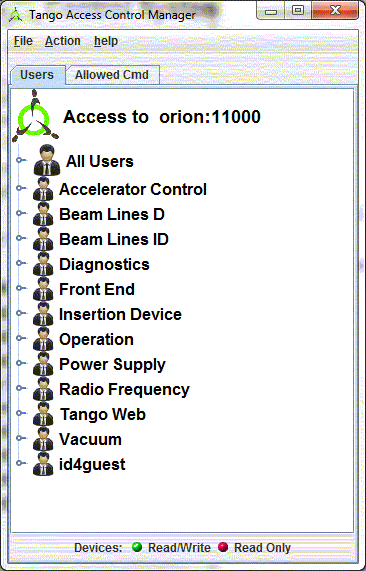 Tango Access Control Manager
File Action help
Users Allowed Cmd
Access to orion:11000
All Users
Accelerator Control
Beam Lines D
Beam Lines ID
Diagnostics
Front End
Insertion Device
Operation
Power Supply
Radio Frequency
Tango Web
Vacuum
id4guest
Devices: Read/Write Read Only